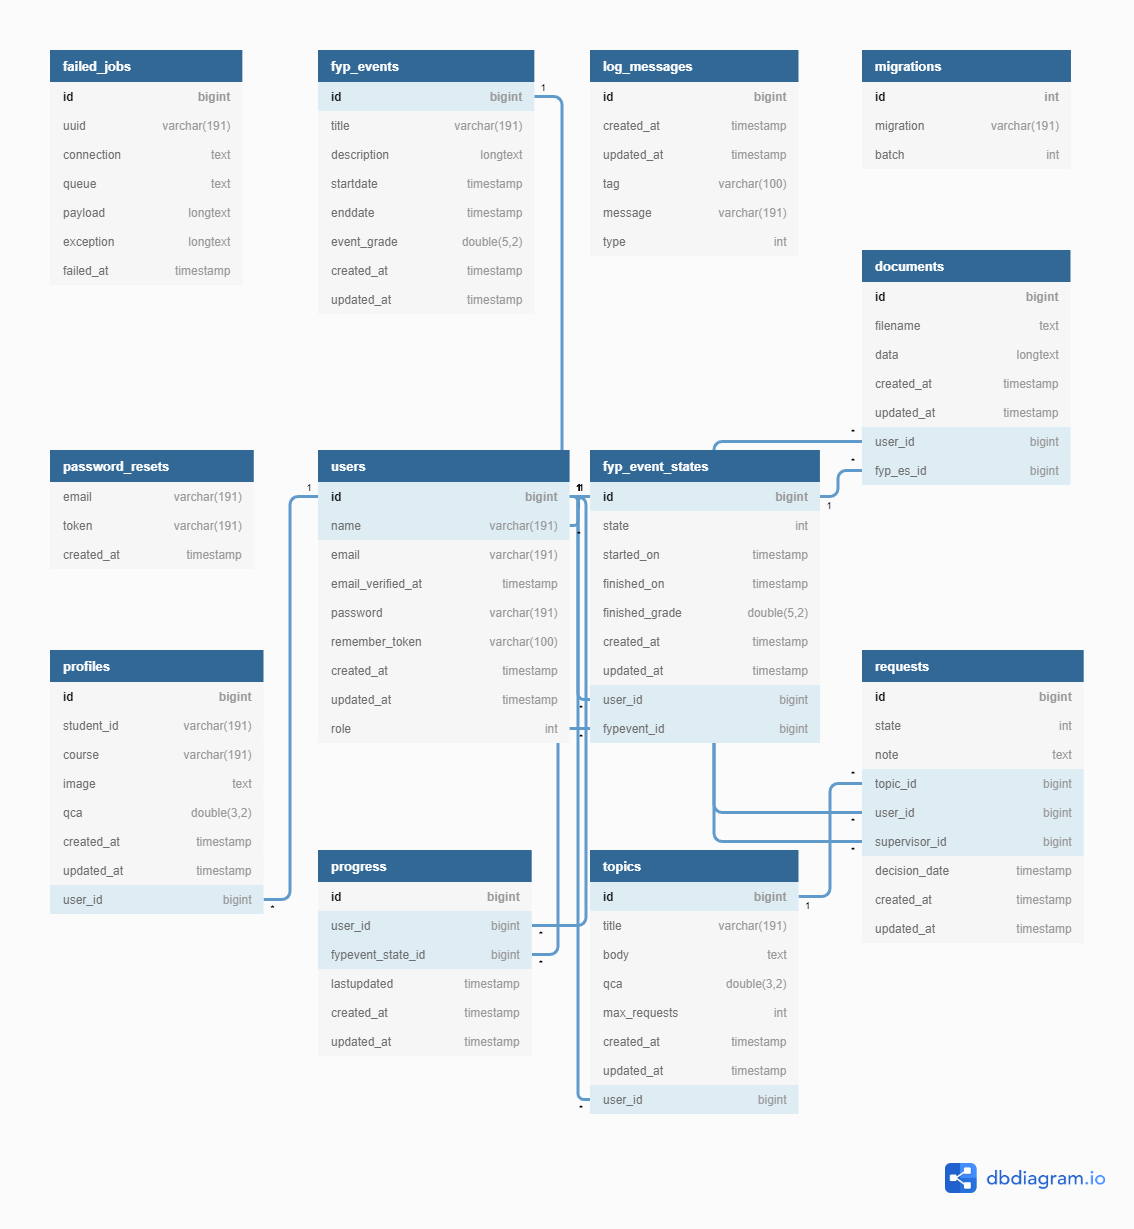 failed_jobs
id bigint
uuid varchar(191)
connection text
queue text
payload longtext
exception longtext
failed_at timestamp
fyp_events
id bigint
1
title varchar(191)
description longtext
startdate timestamp
enddate timestamp
event_grade double(5,2)
created_at timestamp
updated_at timestamp
log_messages
id bigint
created_at timestamp
updated_at timestamp
tag varchar(100)
message varchar(191)
type int
migrations
id int
migration varchar(191)
batch int
documents
id bigint
filename text
data longtext
created_at timestamp
updated_at timestamp
*
user_id bigint
*
fyp_es_id bigint
password_resets
email varchar(191)
token varchar(191)
created_at timestamp
users
1
id bigint
1
name varchar(191)
*
email varchar(191)
email_verified_at timestamp
password varchar(191)
remember_token varchar(100)
created_at timestamp
updated_at timestamp
role int
fyp_event_states
1
id bigint
1
state int
started_on timestamp
finished_on timestamp
finished_grade double(5,2)
created_at timestamp
updated_at timestamp
user_id bigint
*
fypevent_id bigint
*
profiles
id bigint
student_id varchar(191)
course varchar(191)
image text
qca double(3,2)
created_at timestamp
updated_at timestamp
user_id bigint
*
requests
id bigint
state int
note text
*
topic_id bigint
user_id bigint
*
supervisor_id bigint
*
decision_date timestamp
created_at timestamp
updated_at timestamp
progress
id bigint
user_id bigint
*
fypevent_state_id bigint
*
lastupdated timestamp
created_at timestamp
updated_at timestamp
topics
id bigint
1
title varchar(191)
body text
qca double(3,2)
max_requests int
created_at timestamp
updated_at timestamp
user_id bigint
*
dbdiagram.io